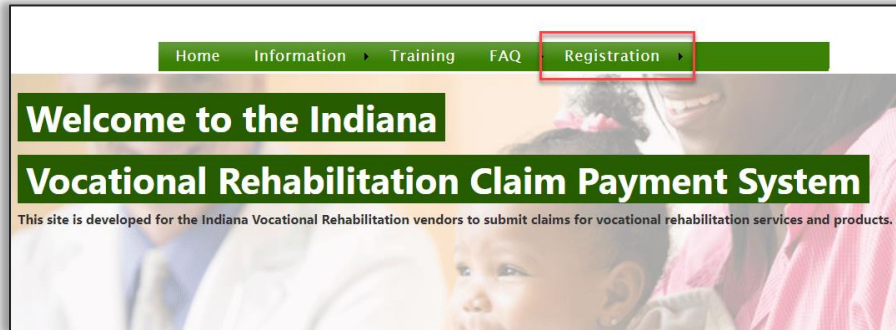 Home Information Training FAQ Registration
Welcome to the Indiana
Vocational Rehabilitation Claim Payment System
This site is developed for the Indiana Vocational Rehabilitation vendors to submit claims for vocational rehabilitation services and products.